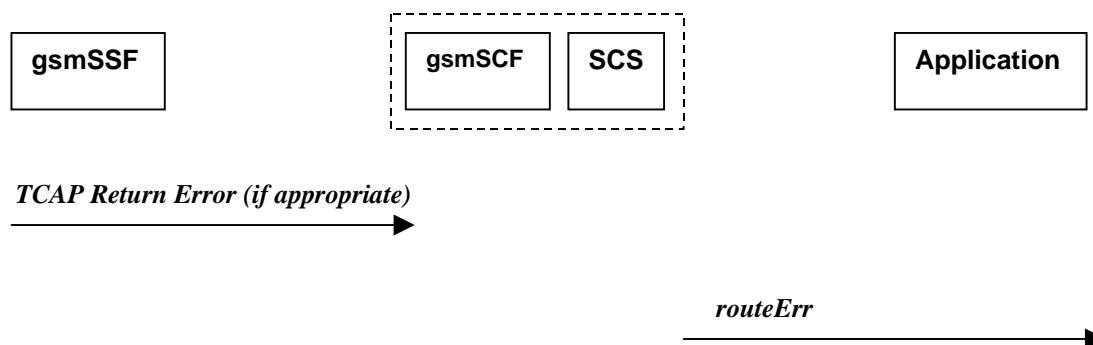 gsmSSF
gsmSCF
SCS
Application
TCAP Return Error (if appropriate)
routeErr